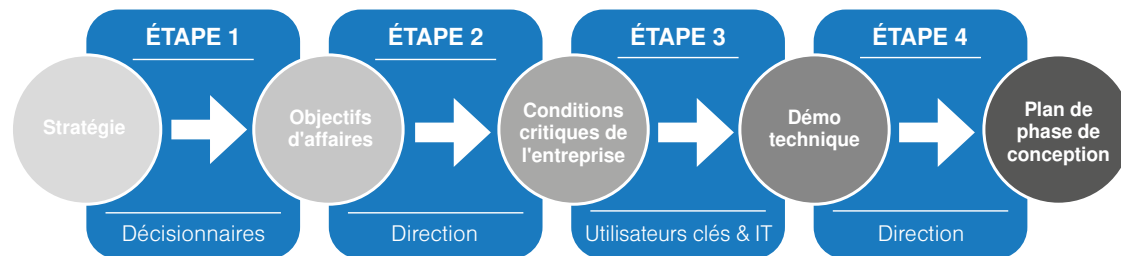 ÉTAPE 1
ÉTAPE 2
ÉTAPE 3
ÉTAPE 4
Stratégie
Objectifs
d'affaires
Conditions
critiques de
l'entreprise
Démo
technique
Plan de
phase de
conception
Décisionnaires
Direction
Utilisateurs clés & IT
Direction